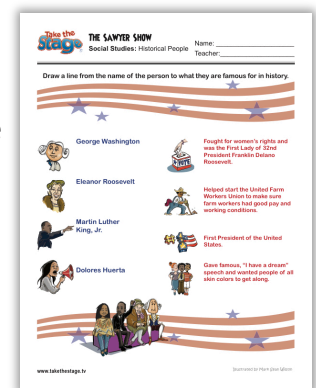 Take the
Stage
THE SAWYER SHOW
Social Studies: Historical People
Name:
Teacher:
Draw a line from the name of the person to what they are famous for in history.
George Washington
Fought for women's rights and
was the First Lady of 32nd
President Franklin Delano
Roosevelt.
VOTE
Eleanor Roosevelt
Helped start the United Farm
Workers Union to make sure
farm workers had good pay and
working conditions.
Martin Luther
King, Jr.
First President of the United
States.
Dolores Huerta
Gave famous, "I have a dream"
speech and wanted people of all
skin colors to get along.
www.takethestage.tv